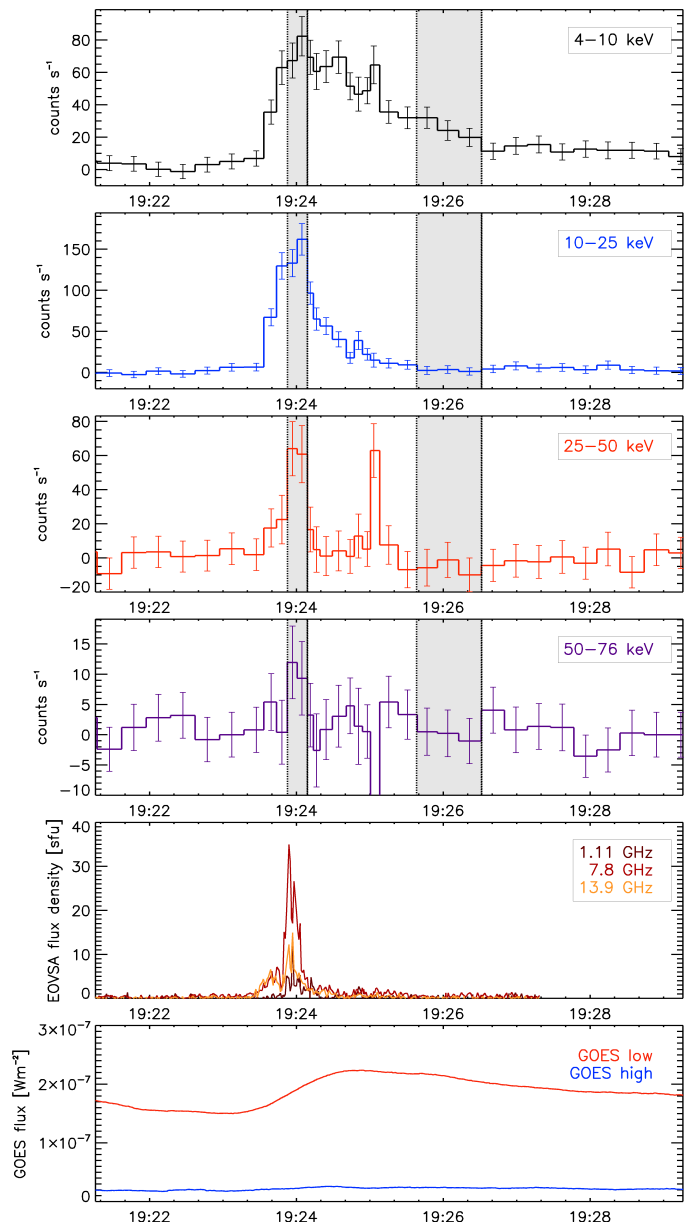 4−10 keV
counts s⁻¹
80
60
40
20
0
19:22 19:24 19:26 19:28
10−25 keV
counts s⁻¹
150
100
50
0
19:22 19:24 19:26 19:28
25−50 keV
counts s⁻¹
80
60
40
20
0
−20
19:22 19:24 19:26 19:28
50−76 keV
counts s⁻¹
15
10
5
0
−5
−10
19:22 19:24 19:26 19:28
EOVSA flux density [sfu]
40
30
20
10
0
1.11 GHz
7.8 GHz
13.9 GHz
19:22 19:24 19:26 19:28
GOES flux [Wm⁻²]
3×10⁻⁷
2×10⁻⁷
1×10⁻⁷
0
GOES low
GOES high
19:22 19:24 19:26 19:28